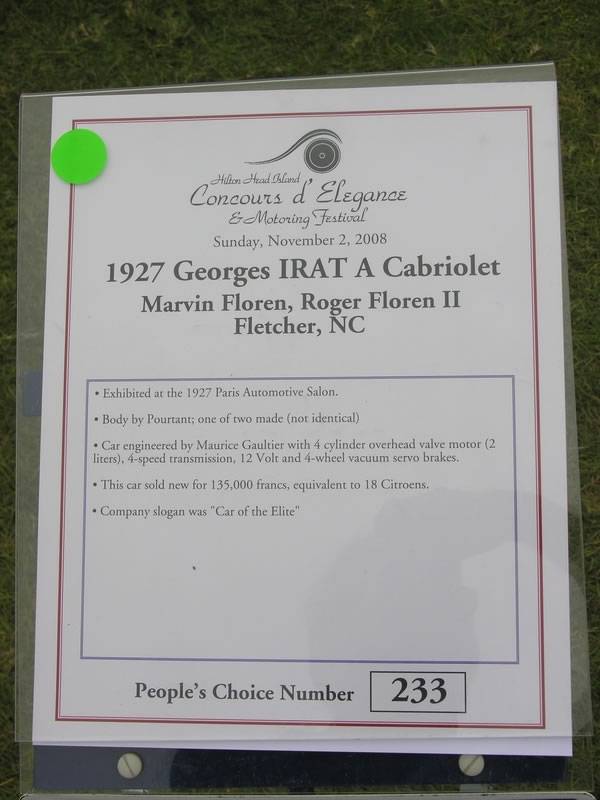 Hilton Head Island
Concours d'Elegance
& Motoring Festival
Sunday, November 2, 2008
1927 Georges IRAT A Cabriolet
Marvin Floren, Roger Floren II
Fletcher, NC
• Exhibited at the 1927 Paris Automotive Salon.
• Body by Pourtant; one of two made (not identical)
• Car engineered by Maurice Gaultier with 4 cylinder overhead valve motor (2
liters), 4-speed transmission, 12 Volt and 4-wheel vacuum servo brakes.
• This car sold new for 135,000 francs, equivalent to 18 Citroens.
• Company slogan was "Car of the Elite"
People's Choice Number 233